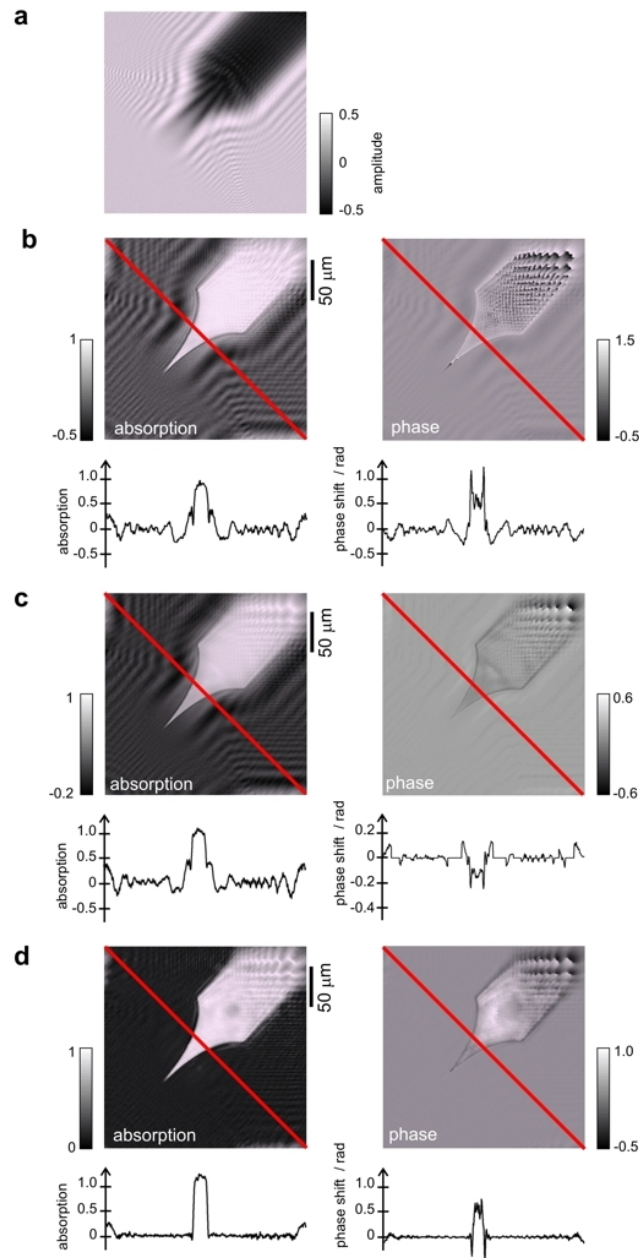 a
0.5
0
-0.5
amplitude
b
50 μm
1
-0.5
absorption
1.5
-0.5
phase
absorption
1.0
0.5
0
-0.5
phase shift / rad
1.0
0.5
0
-0.5
c
50 μm
1
-0.2
absorption
0.6
-0.6
phase
absorption
1.0
0.5
0
-0.5
phase shift / rad
0.2
0
-0.2
-0.4
d
50 μm
1
0
absorption
1.0
-0.5
phase
absorption
1.0
0.5
0
phase shift / rad
1.0
0.5
0